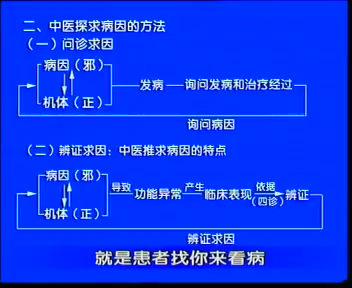 二、中医探求病因的方法
（一）问诊求因
病因（邪）
机体（正）
发病
询问发病和治疗经过
询问病因
（二）辨证求因：中医推求病因的特点
病因（邪）
机体（正）
导致
功能异常
产生
临床表现
依据
（四诊）
辨证
辨证求因
就是患者找你来看病